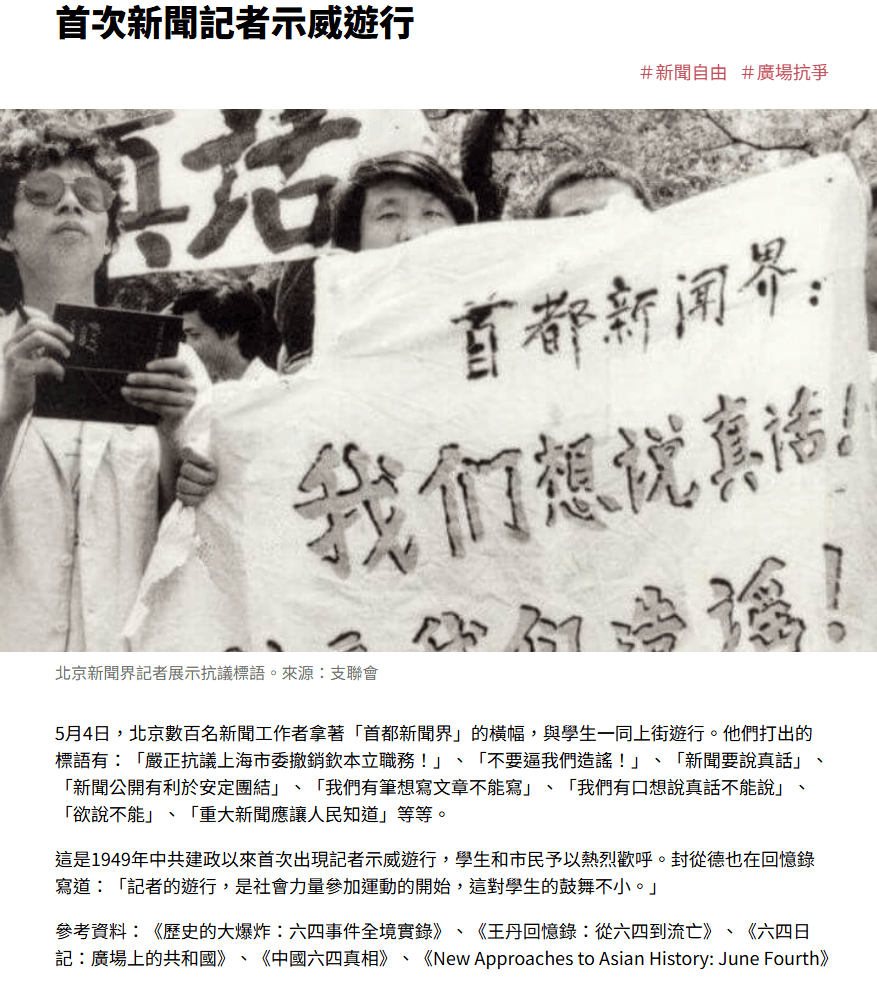 首次新聞記者示威遊行
#新聞自由 #廣場抗爭
真话
首都新闻界:
我们想说真话!
我们造謠!
北京新聞界記者展示抗議標語。來源：支聯會
5月4日，北京數百名新聞工作者拿著「首都新聞界」的橫幅，與學生一同上街遊行。他們打出的
標語有：「嚴正抗議上海市委撤銷欽本立職務！」、「不要逼我們造謠！」、「新聞要說真話」、
「新聞公開有利於安定團結」、「我們有筆想寫文章不能寫」、「我們有口想說真話不能說」、
「欲說不能」、「重大新聞應讓人民知道」等等。
這是1949年中共建政以來首次出現記者示威遊行，學生和市民予以熱烈歡呼。封從德也在回憶錄
寫道：「記者的遊行，是社會力量參加運動的開始，這對學生的鼓舞不小。」
參考資料：《歷史的大爆炸：六四事件全境實錄》、《王丹回憶錄：從六四到流亡》、《六四日
記：廣場上的共和國》、《中國六四真相》、《New Approaches to Asian History: June Fourth》